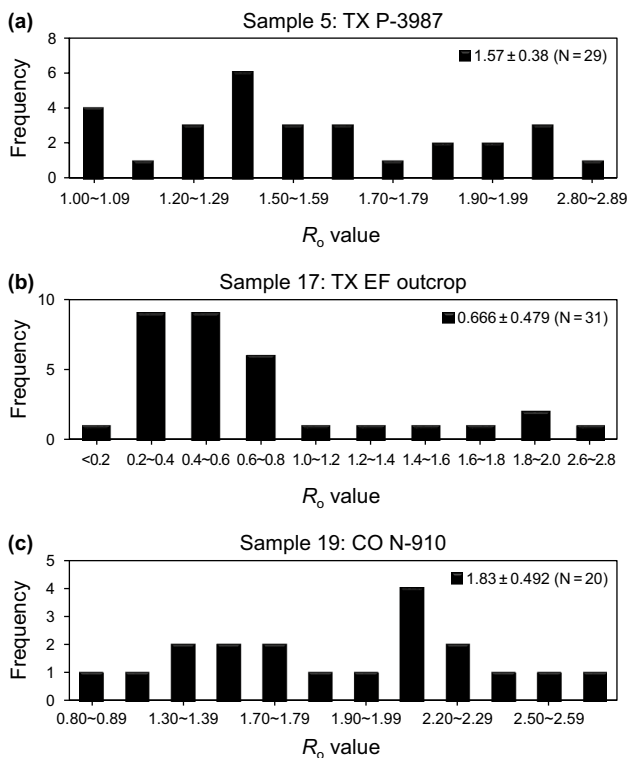 (a) Sample 5: TX P-3987
1.57 ± 0.38 (N = 29)
Frequency
8
6
4
2
0
1.00~1.09 1.20~1.29 1.50~1.59 1.70~1.79 1.90~1.99 2.80~2.89
Ro value
(b) Sample 17: TX EF outcrop
0.666 ± 0.479 (N = 31)
Frequency
10
5
0
<0.2 0.2~0.4 0.4~0.6 0.6~0.8 1.0~1.2 1.2~1.4 1.4~1.6 1.6~1.8 1.8~2.0 2.6~2.8
Ro value
(c) Sample 19: CO N-910
1.83 ± 0.492 (N = 20)
Frequency
5
4
3
2
1
0
0.80~0.89 1.30~1.39 1.70~1.79 1.90~1.99 2.20~2.29 2.50~2.59
Ro value